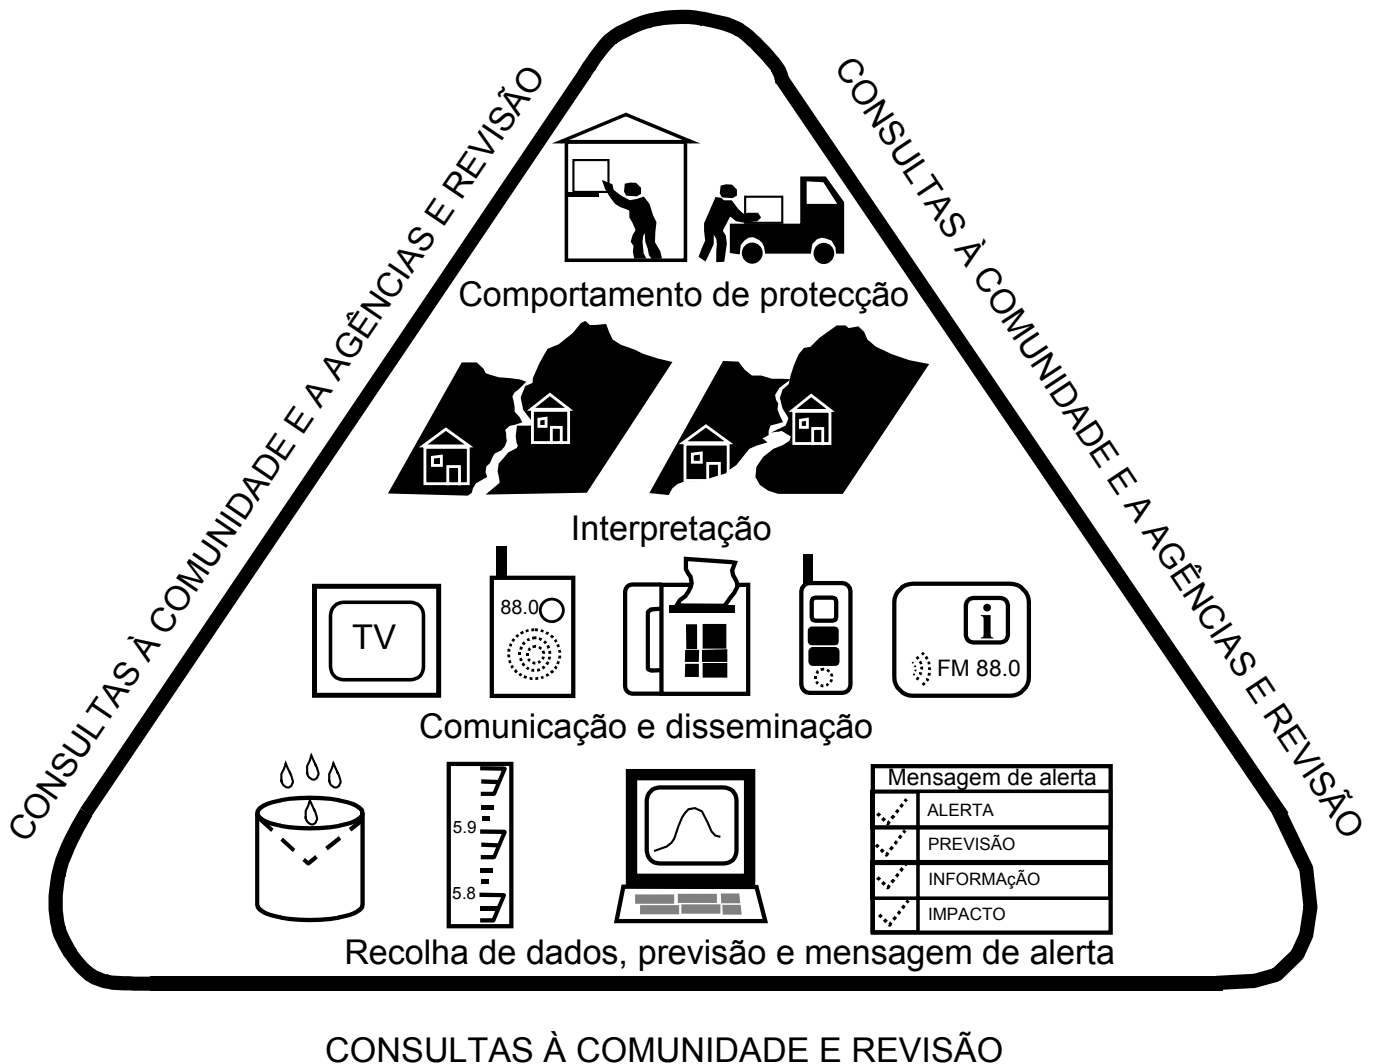 CONSULTAS À COMUNIDADE E A AGÊNCIAS E REVISÃO
CONSULTAS À COMUNIDADE E A AGÊNCIAS E REVISÃO
Comportamento de protecção
Interpretação
TV
88.0
i
FM 88.0
Comunicação e disseminação
5.9
5.8
Mensagem de alerta
ALERTA
PREVISÃO
INFORMAçÃO
IMPACTO
Recolha de dados, previsão e mensagem de alerta
CONSULTAS À COMUNIDADE E REVISÃO